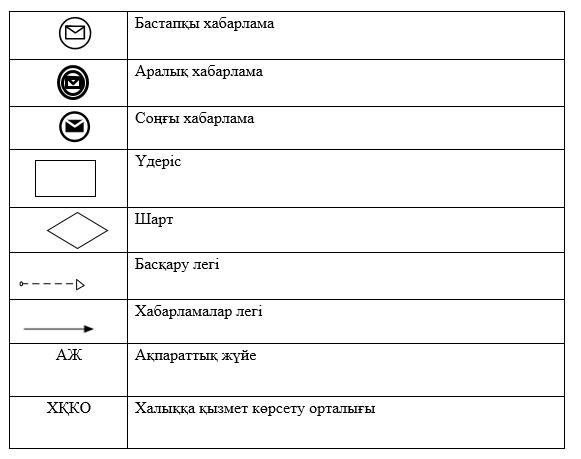 Бастапқы хабарлама
Аралық хабарлама
Соңғы хабарлама
Үдеріс
Шарт
Басқару легі
Хабарламалар легі
АЖ Ақпараттық жүйе
ХҚКО Халыққа қызмет көрсету орталығы